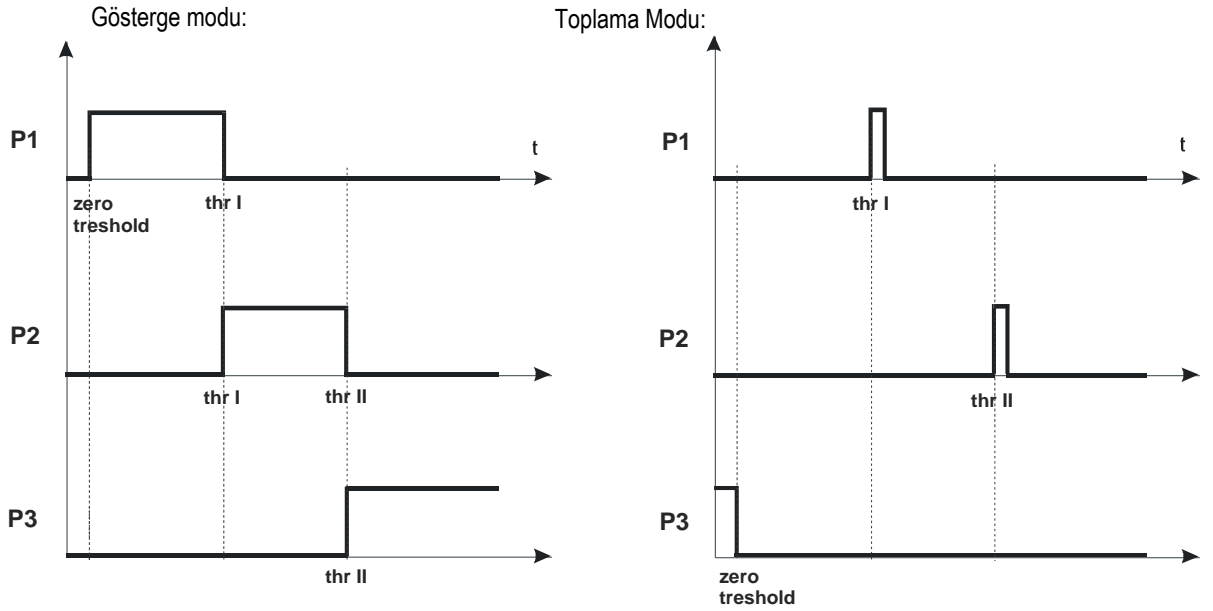 Gösterge modu:
P1
t
zero
treshold
thr I
P2
thr I
thr II
P3
thr II
Toplama Modu:
P1
t
thr I
P2
thr II
P3
zero
treshold